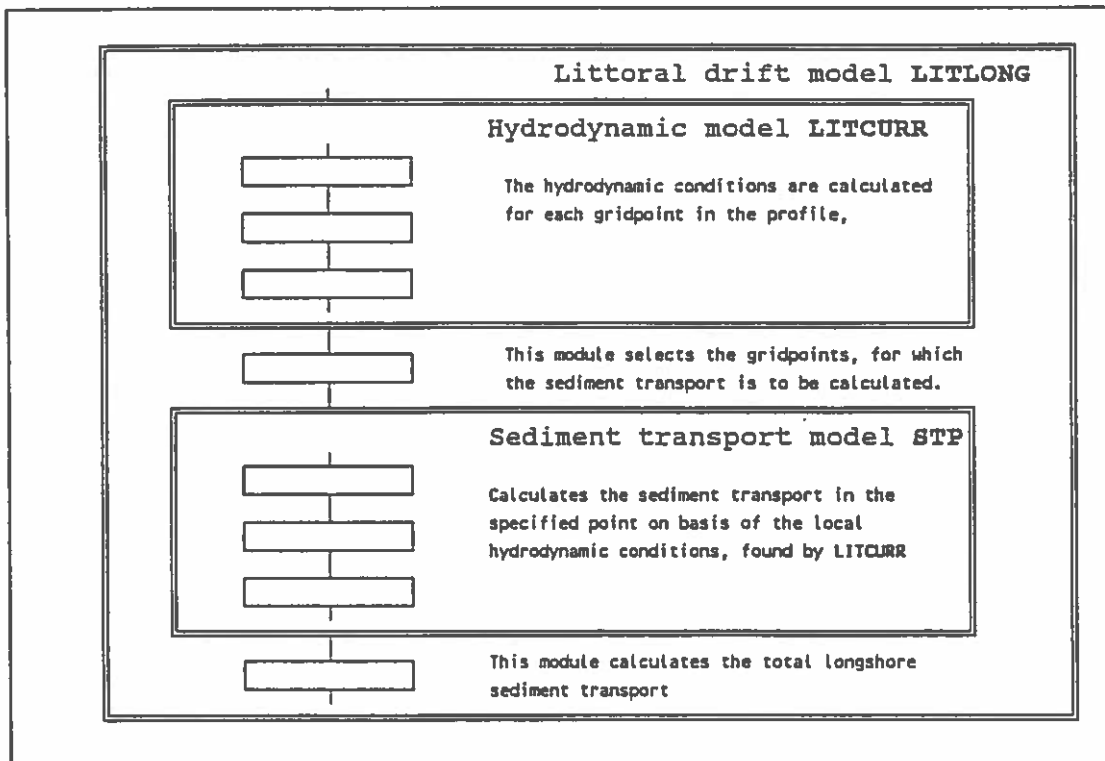 Littoral drift model LITLONG
Hydrodynamic model LITCURR
The hydrodynamic conditions are calculated
for each gridpoint in the profile,
This module selects the gridpoints, for which
the sediment transport is to be calculated.
Sediment transport model STP
Calculates the sediment transport in the
specified point on basis of the local
hydrodynamic conditions, found by LITCURR
This module calculates the total longshore
sediment transport